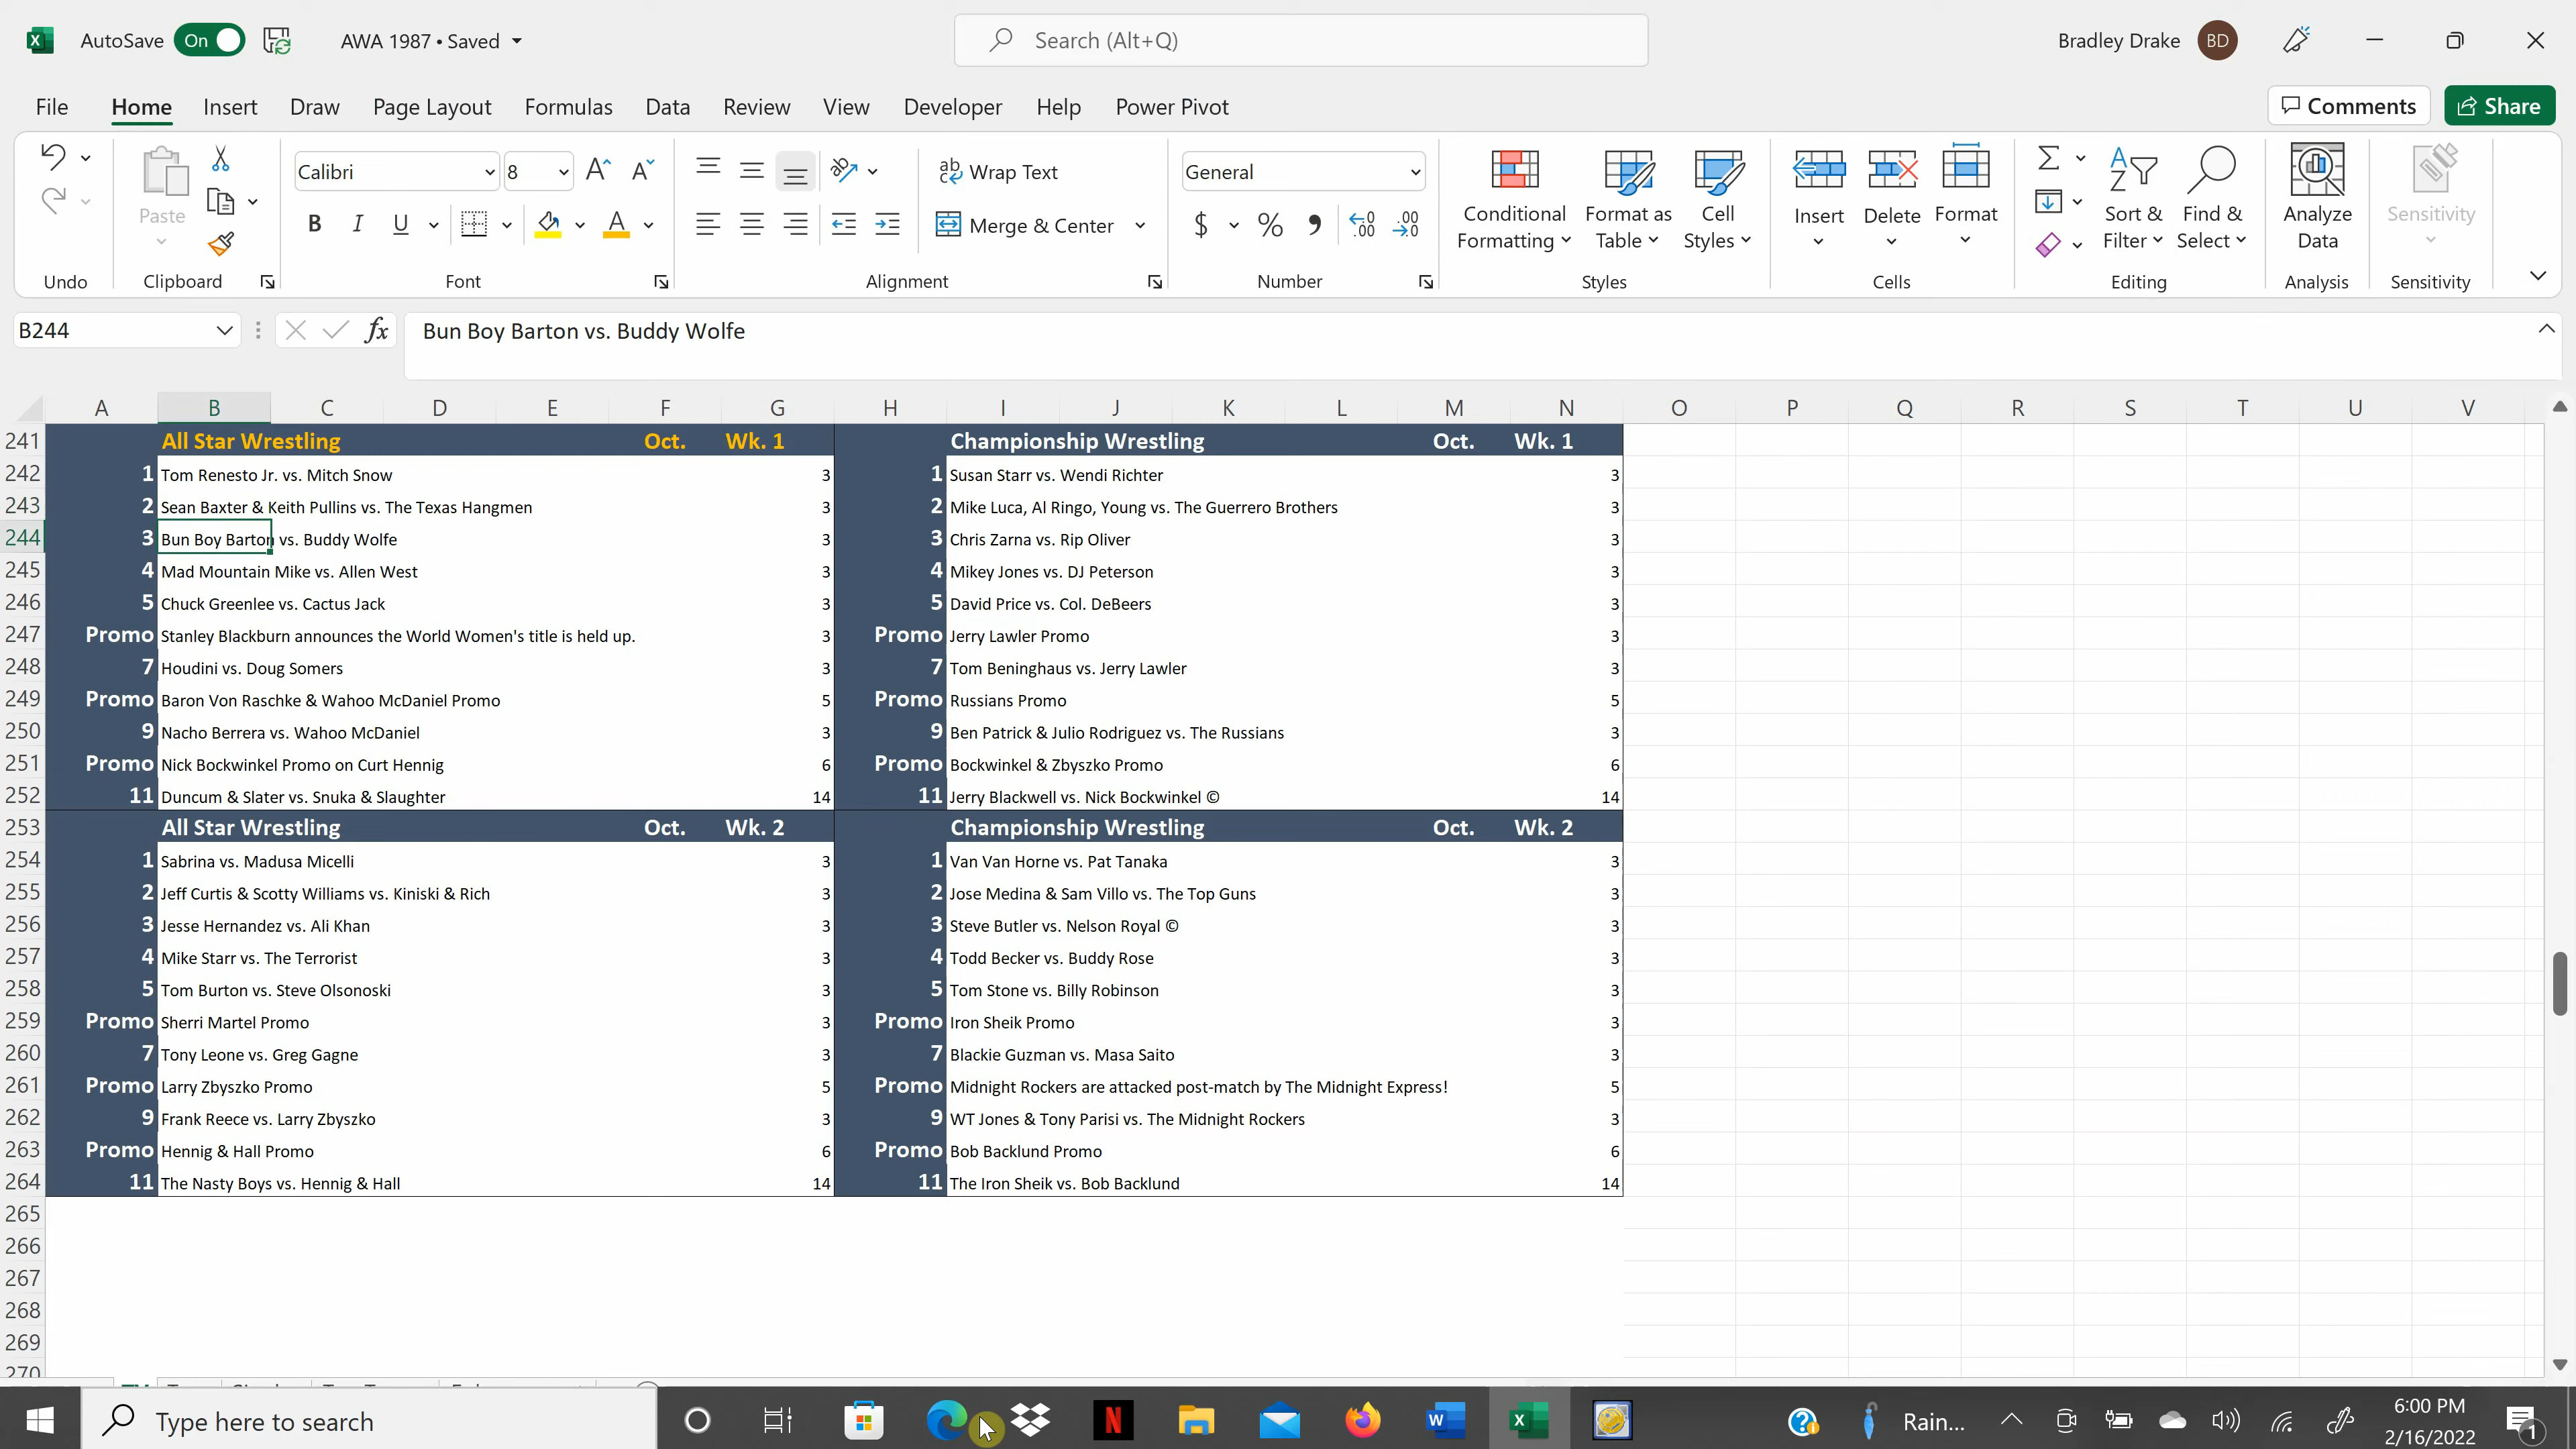 AutoSave On AWA 1987 • Saved Search (Alt+Q) Bradley Drake BD
File Home Insert Draw Page Layout Formulas Data Review View Developer Help Power Pivot Comments Share
Calibri 8 Wrap Text General
Paste B I U Merge & Center $ % Conditional Formatting Format as Table Cell Styles Insert Delete Format Sort & Filter Find & Select Analyze Data Sensitivity
Undo Clipboard Font Alignment Number Styles Cells Editing Analysis Sensitivity
B244 fx Bun Boy Barton vs. Buddy Wolfe
A B C D E F G H I J K L M N O P Q R S T U V
241 All Star Wrestling Oct. Wk. 1 Championship Wrestling Oct. Wk. 1
242 1 Tom Renesto Jr. vs. Mitch Snow 3 1 Susan Starr vs. Wendi Richter 3
243 2 Sean Baxter & Keith Pullins vs. The Texas Hangmen 3 2 Mike Luca, Al Ringo, Young vs. The Guerrero Brothers 3
244 3 Bun Boy Barton vs. Buddy Wolfe 3 3 Chris Zarna vs. Rip Oliver 3
245 4 Mad Mountain Mike vs. Allen West 3 4 Mikey Jones vs. DJ Peterson 3
246 5 Chuck Greenlee vs. Cactus Jack 3 5 David Price vs. Col. DeBeers 3
247 Promo Stanley Blackburn announces the World Women's title is held up. 3 Promo Jerry Lawler Promo 3
248 7 Houdini vs. Doug Somers 3 7 Tom Beninghaus vs. Jerry Lawler 3
249 Promo Baron Von Raschke & Wahoo McDaniel Promo 5 Promo Russians Promo 5
250 9 Nacho Berrera vs. Wahoo McDaniel 3 9 Ben Patrick & Julio Rodriguez vs. The Russians 3
251 Promo Nick Bockwinkel Promo on Curt Hennig 6 Promo Bockwinkel & Zbyszko Promo 6
252 11 Duncum & Slater vs. Snuka & Slaughter 14 11 Jerry Blackwell vs. Nick Bockwinkel © 14
253 All Star Wrestling Oct. Wk. 2 Championship Wrestling Oct. Wk. 2
254 1 Sabrina vs. Madusa Micelli 3 1 Van Van Horne vs. Pat Tanaka 3
255 2 Jeff Curtis & Scotty Williams vs. Kiniski & Rich 3 2 Jose Medina & Sam Villo vs. The Top Guns 3
256 3 Jesse Hernandez vs. Ali Khan 3 3 Steve Butler vs. Nelson Royal © 3
257 4 Mike Starr vs. The Terrorist 3 4 Todd Becker vs. Buddy Rose 3
258 5 Tom Burton vs. Steve Olsonoski 3 5 Tom Stone vs. Billy Robinson 3
259 Promo Sherri Martel Promo 3 Promo Iron Sheik Promo 3
260 7 Tony Leone vs. Greg Gagne 3 7 Blackie Guzman vs. Masa Saito 3
261 Promo Larry Zbyszko Promo 5 Promo Midnight Rockers are attacked post-match by The Midnight Express! 5
262 9 Frank Reece vs. Larry Zbyszko 3 9 WT Jones & Tony Parisi vs. The Midnight Rockers 3
263 Promo Hennig & Hall Promo 6 Promo Bob Backlund Promo 6
264 11 The Nasty Boys vs. Hennig & Hall 14 11 The Iron Sheik vs. Bob Backlund 14
265
266
267
268
269
270
Type here to search Rain... 6:00 PM
2/16/2022 1